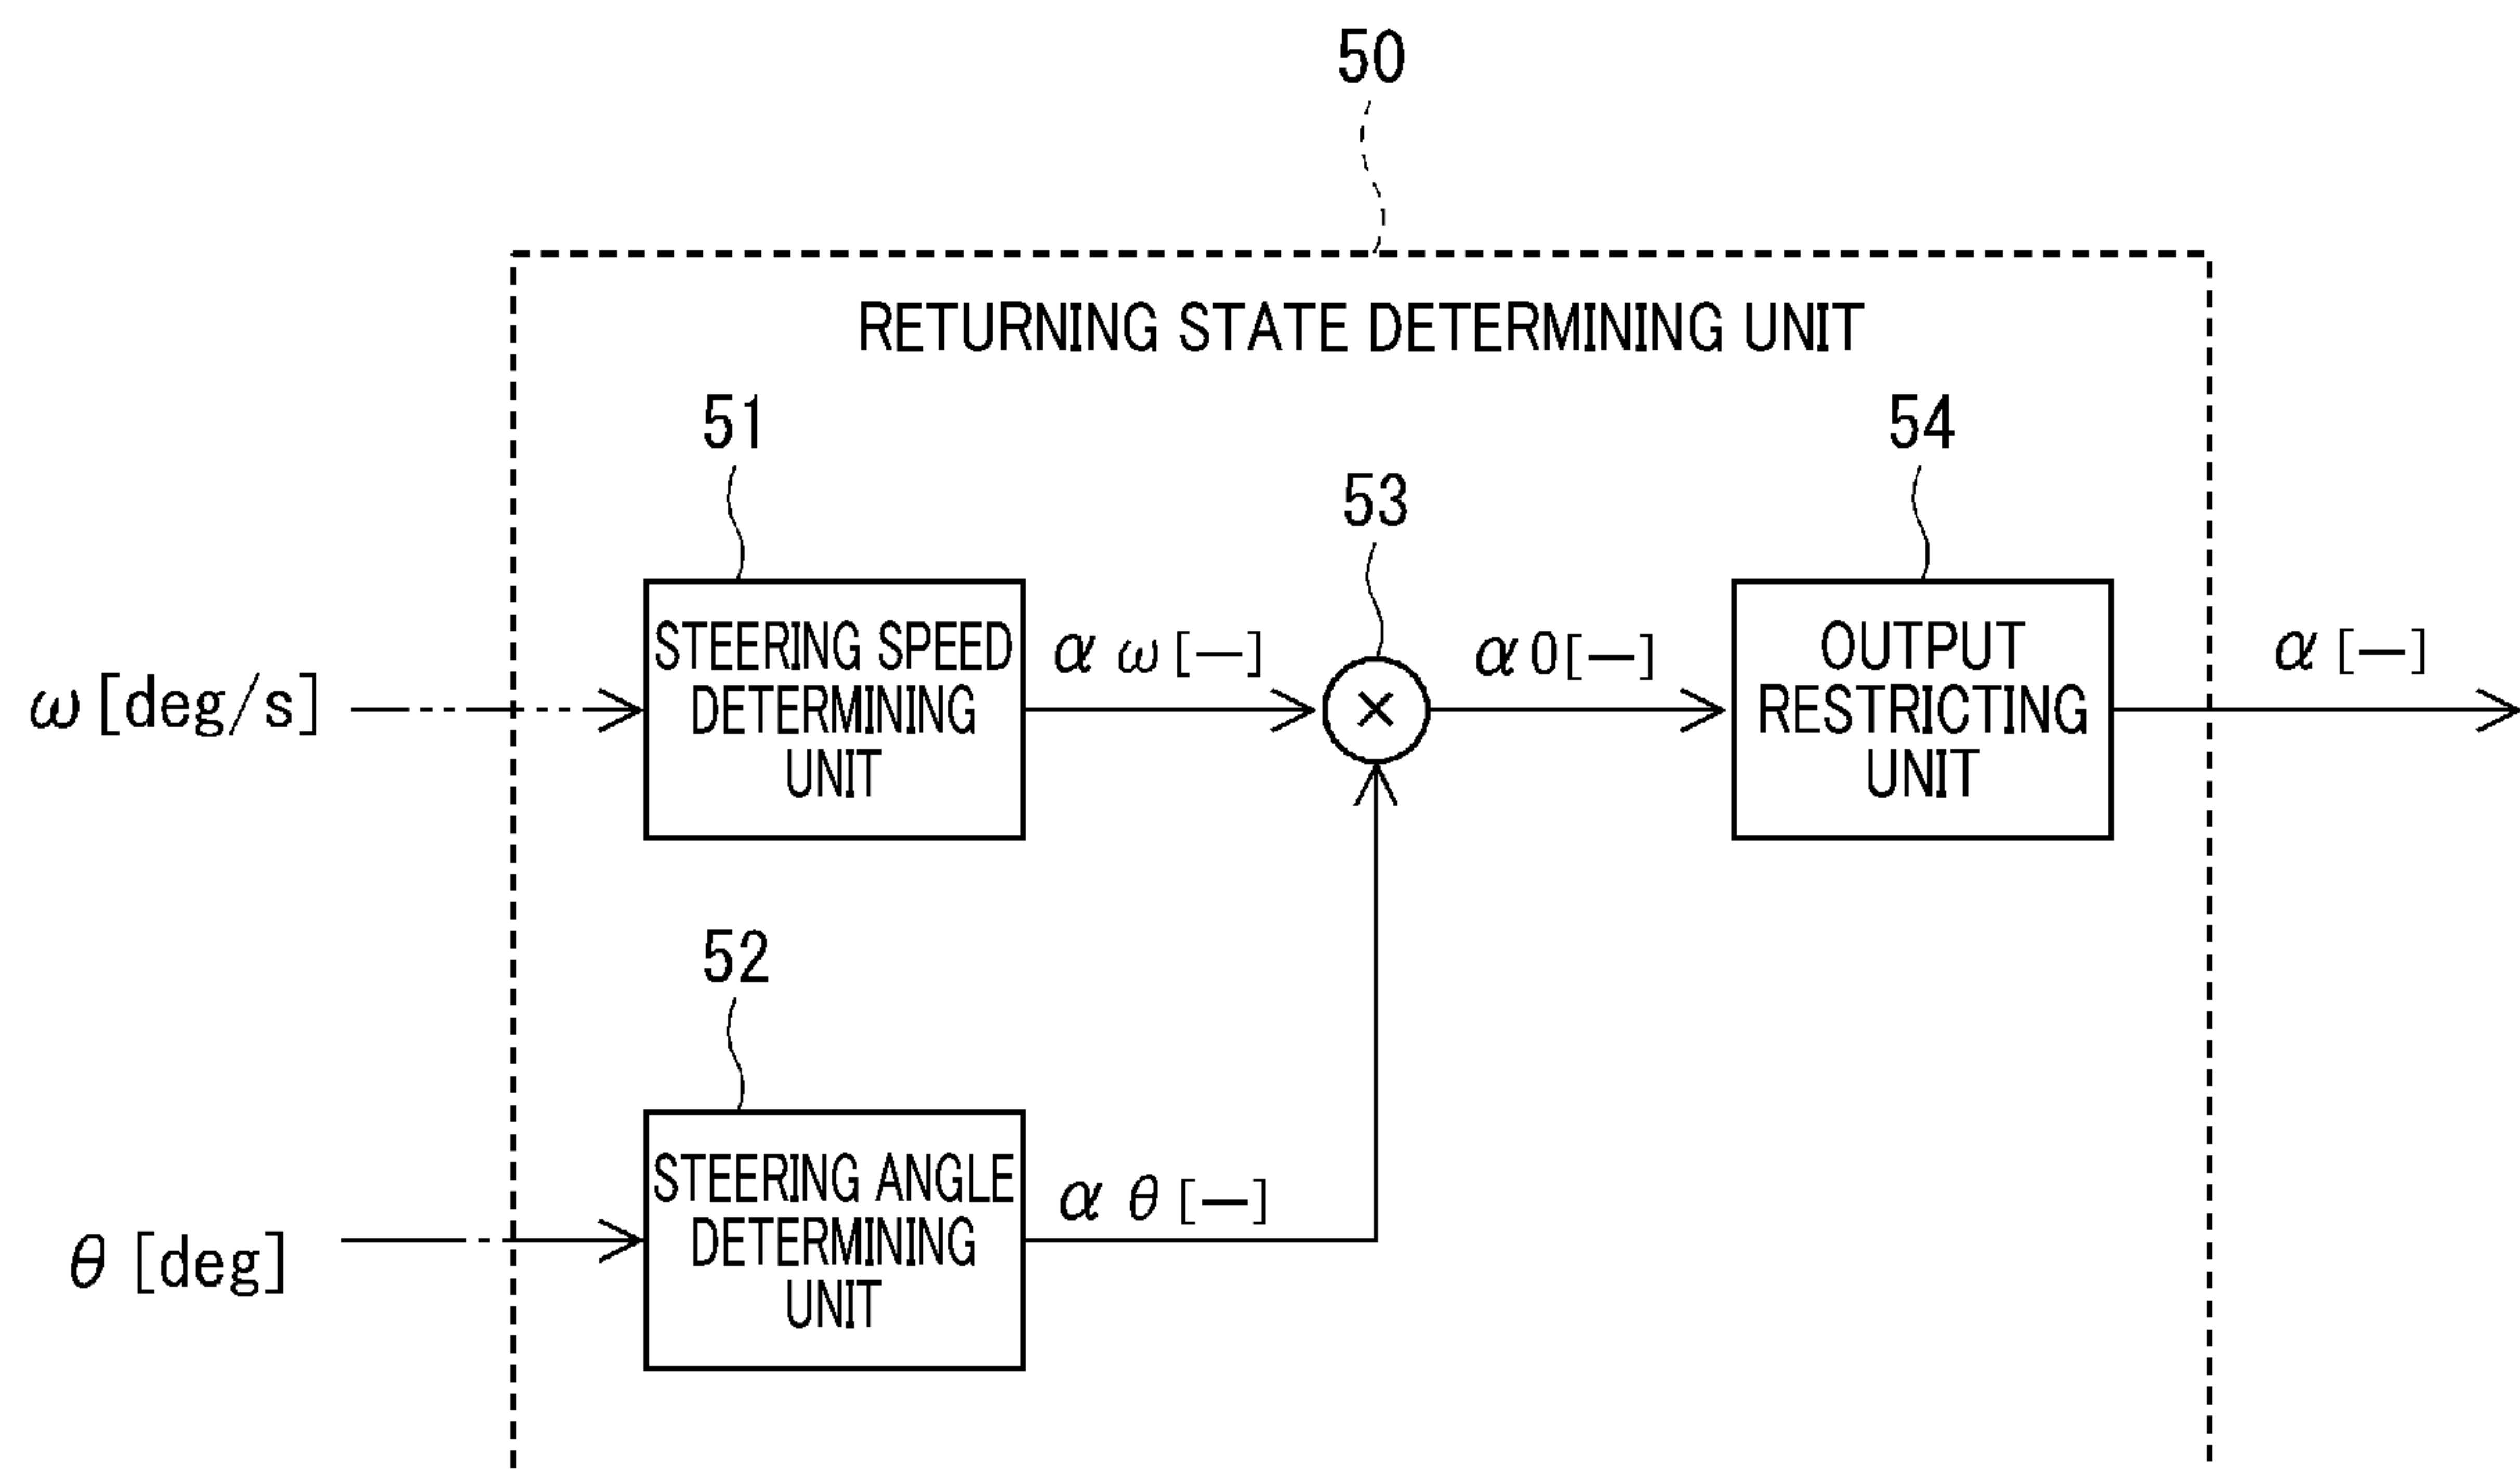 50
RETURNING STATE DETERMINING UNIT
51
54
53
STEERING SPEED
DETERMINING
UNIT
αω[—]
α0[—]
OUTPUT
RESTRICTING
UNIT
α[—]
ω[deg/s]
×
52
STEERING ANGLE
DETERMINING
UNIT
αθ[—]
θ[deg]